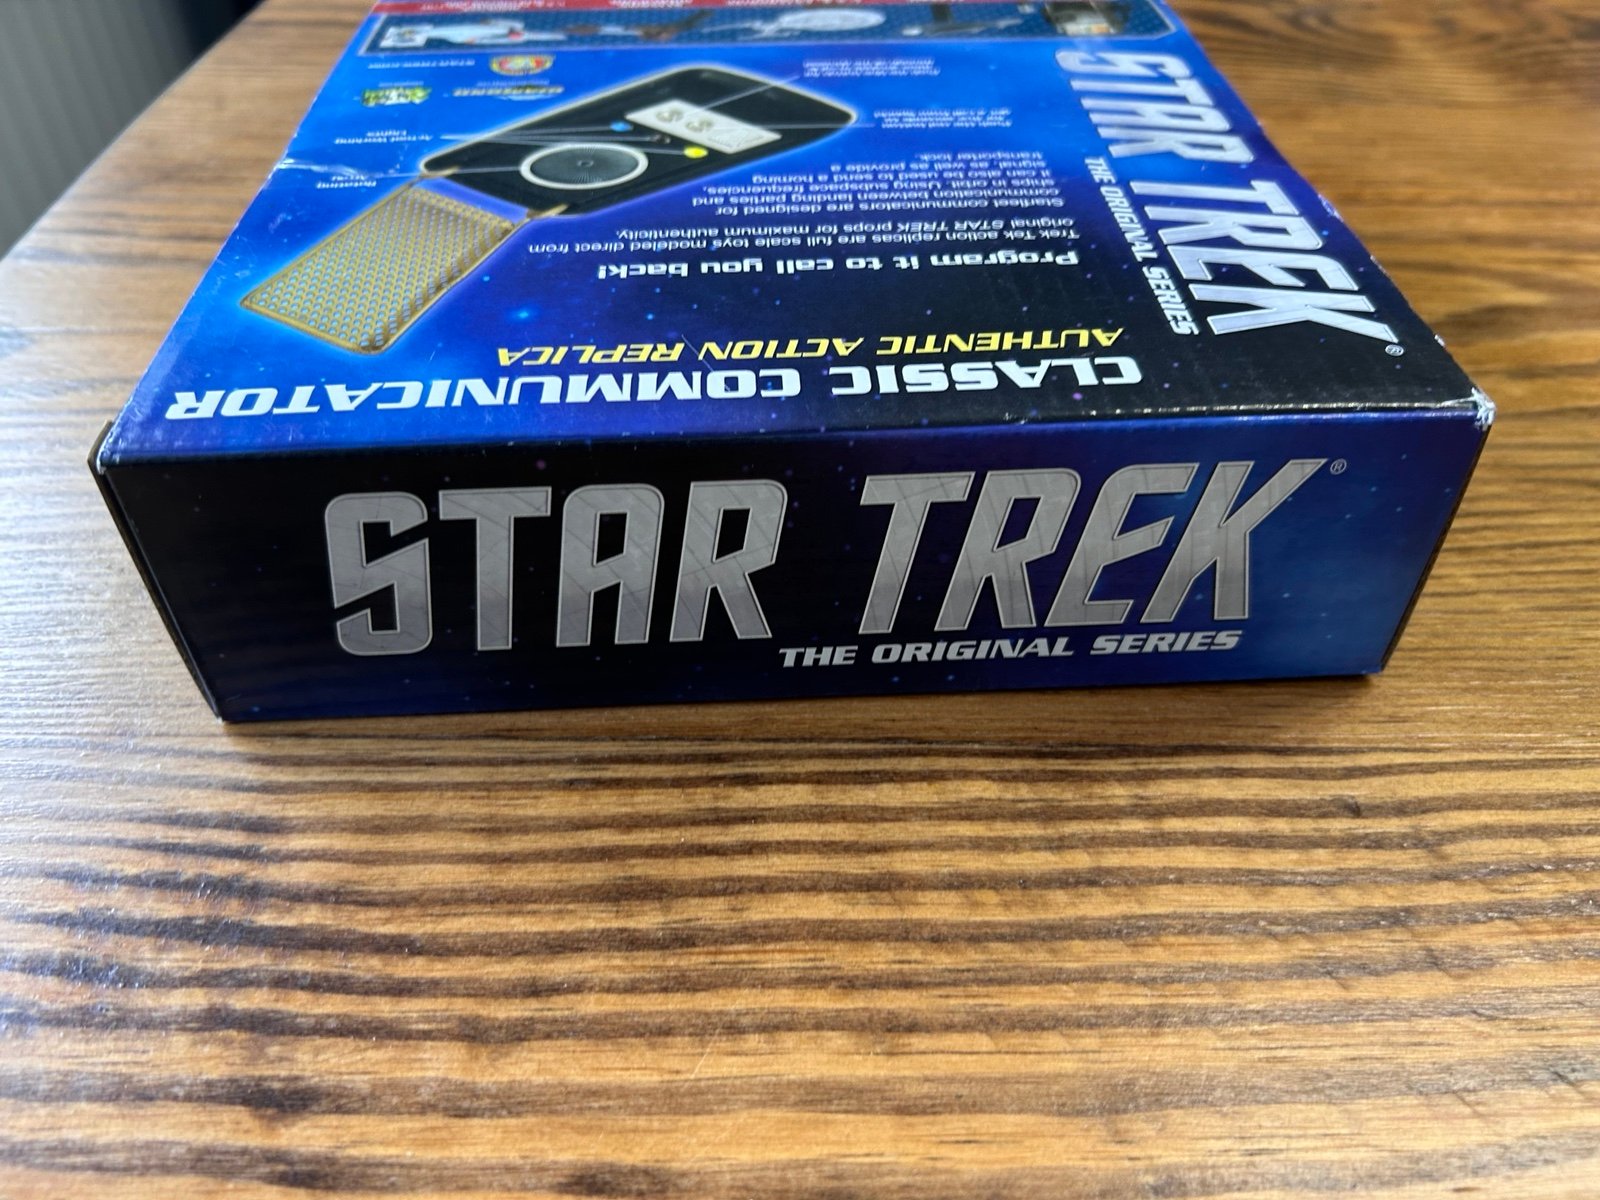 STAR TREK®
THE ORIGINAL SERIES
CLASSIC COMMUNICATOR
AUTHENTIC ACTION REPLICA
Program it to call you back!
Trek Tek action replicas are full scale toys modeled direct from
original STAR TREK props for maximum authenticity.
Starfleet communicators are designed for
communication between landing parties and
ships in orbit. Using subspace frequencies,
it can also be used to send a homing
signal, as well as provide a
transporter lock.
Rotating
Lights
STAR TREK®
THE ORIGINAL SERIES